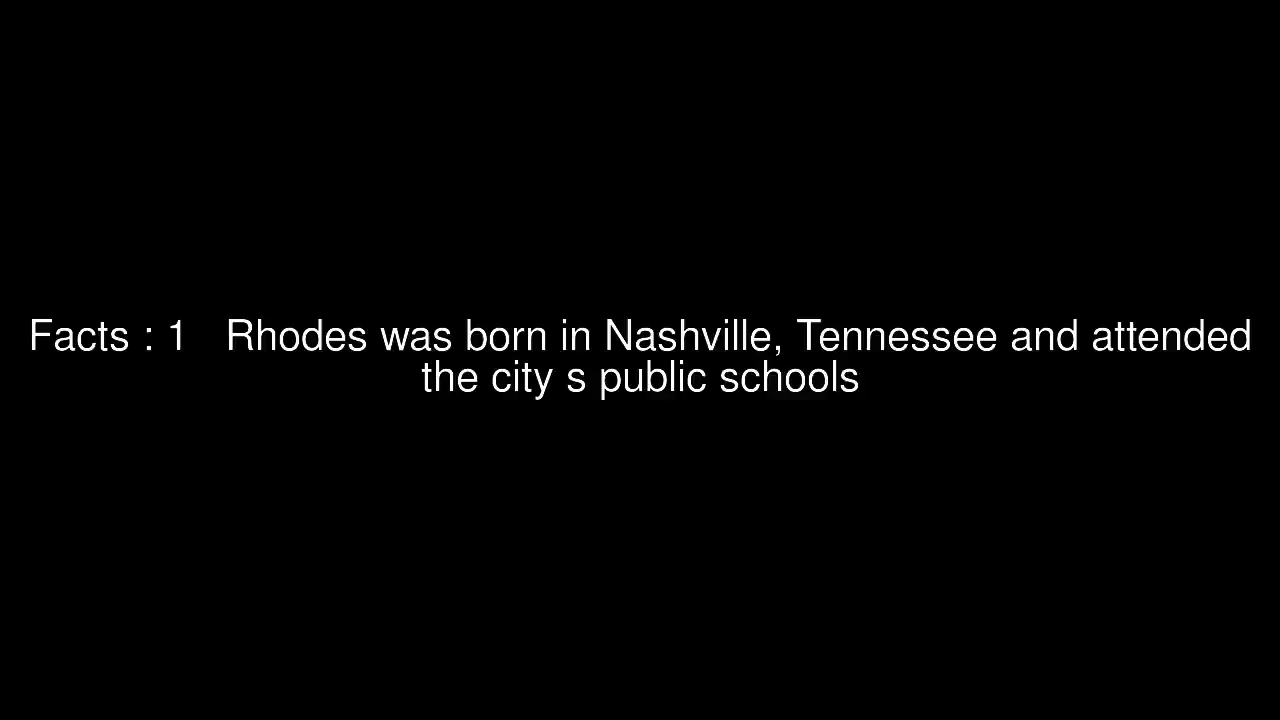 Facts : 1   Rhodes was born in Nashville, Tennessee and attended
the city s public schools